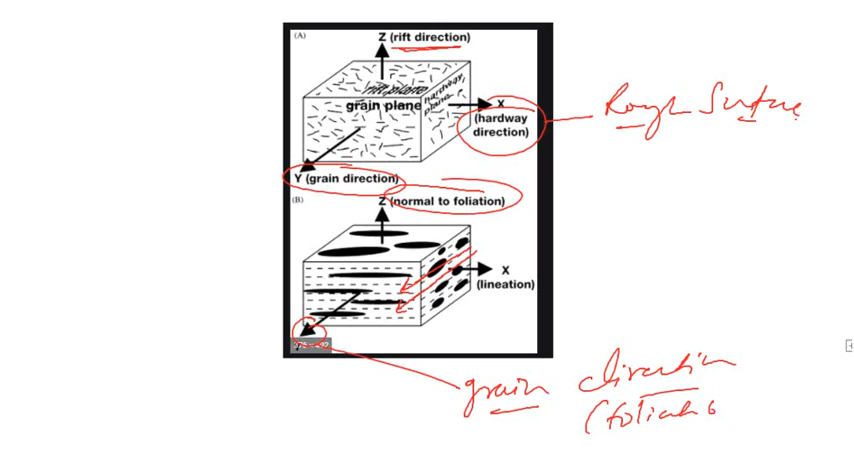 (A)
Z (rift direction)
rift plane
hardway plane
grain plane
X
(hardway direction)
Rough Suture
Y (grain direction)
(B)
Z (normal to foliation)
X
(lineation)
grain direction